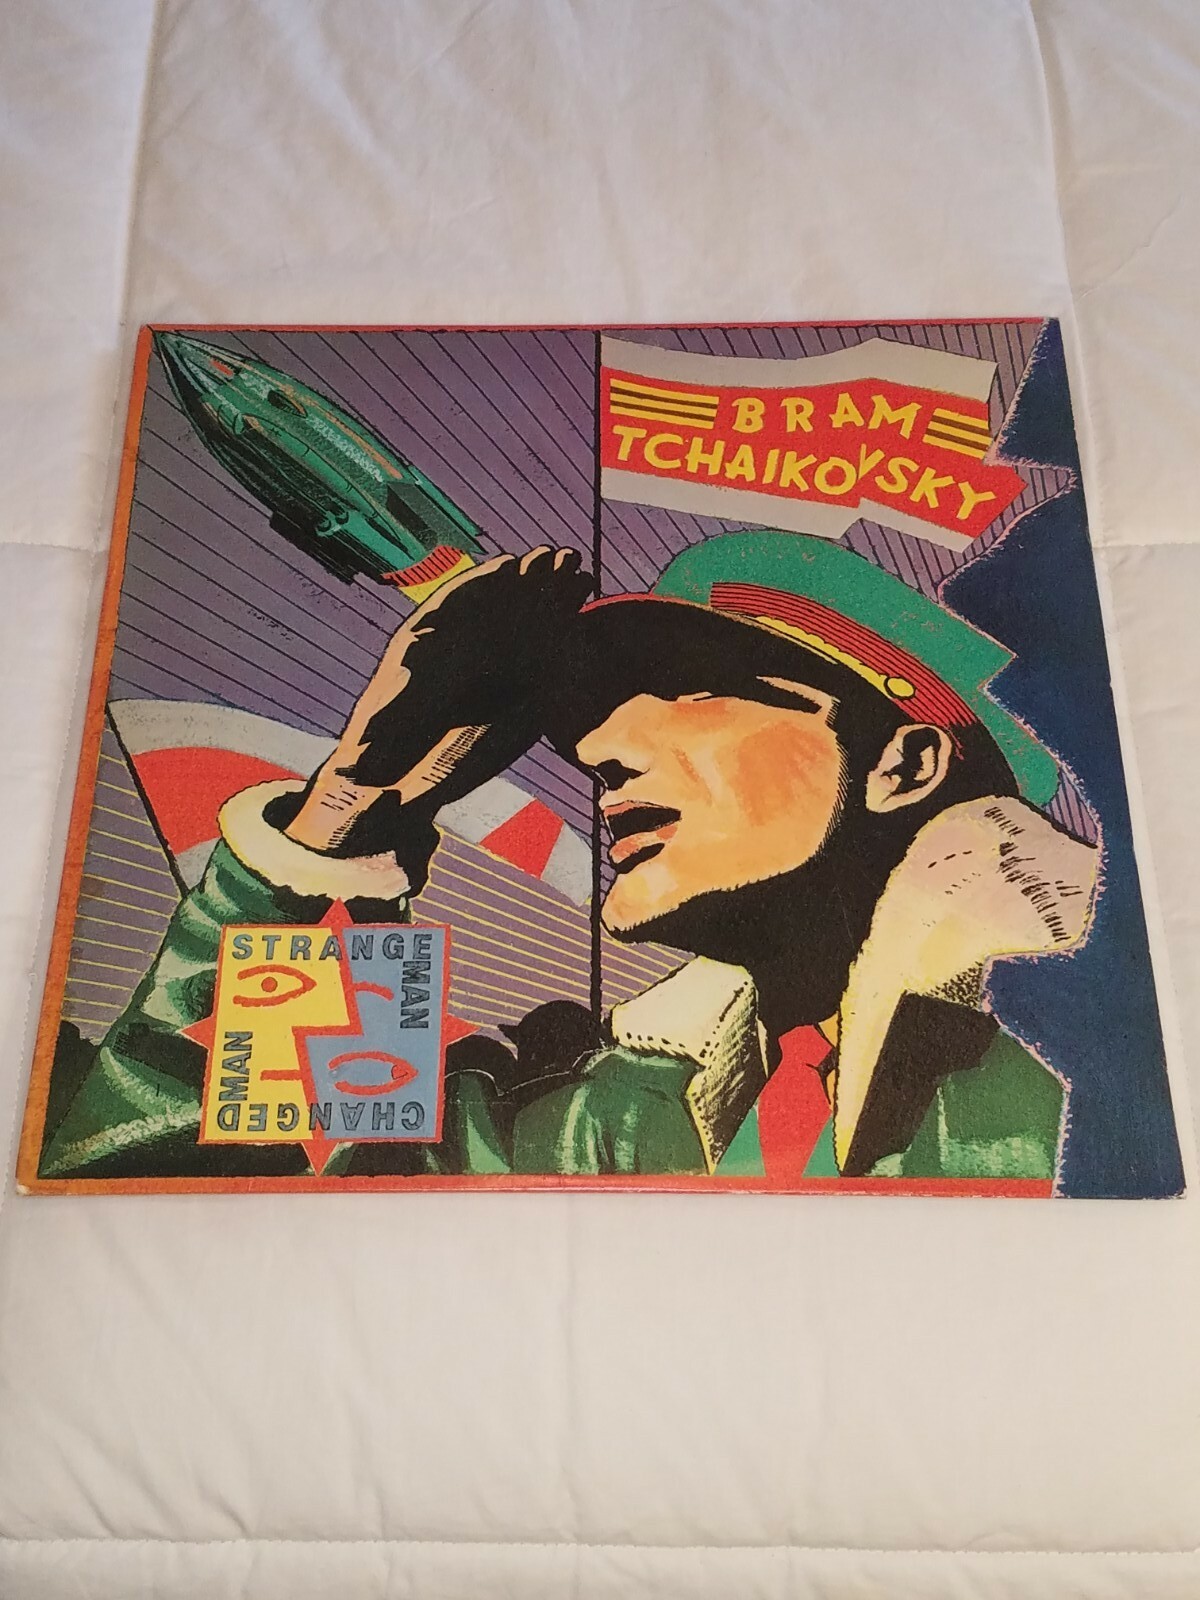 BRAM
TCHAIKOVSKY
STRANGE
MAN
CHANGED
MAN